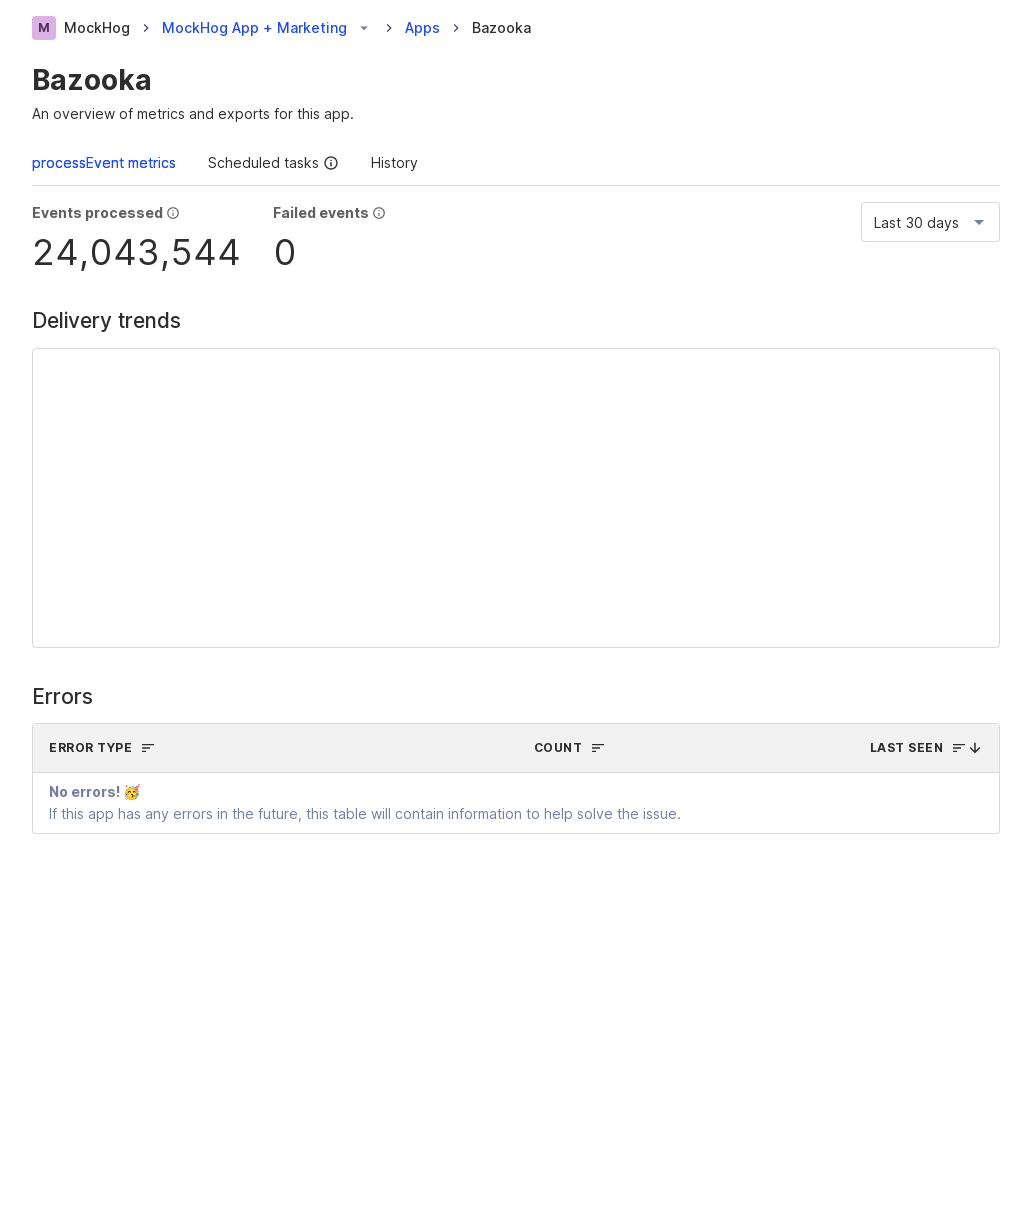 M MockHog MockHog App + Marketing Apps Bazooka
Bazooka
An overview of metrics and exports for this app.
processEvent metrics Scheduled tasks History
Events processed Failed events
24,043,544 0
Last 30 days
Delivery trends
Errors
ERROR TYPE COUNT LAST SEEN
No errors! 🥳
If this app has any errors in the future, this table will contain information to help solve the issue.